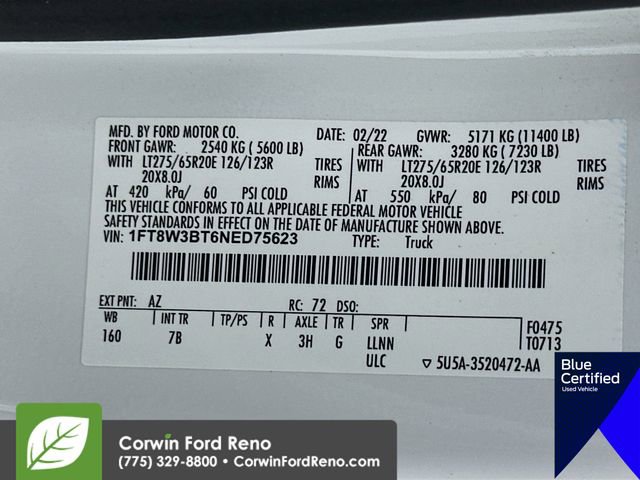 MFD. BY FORD MOTOR CO. DATE: 02/22 GVWR: 5171 KG (11400 LB)
FRONT GAWR: 2540 KG ( 5600 LB) REAR GAWR: 3280 KG ( 7230 LB)
WITH LT275/65R20E 126/123R TIRES WITH LT275/65R20E 126/123R TIRES
20X8.0J RIMS 20X8.0J RIMS
AT 420 kPa/ 60 PSI COLD AT 550 kPa/ 80 PSI COLD
THIS VEHICLE CONFORMS TO ALL APPLICABLE FEDERAL MOTOR VEHICLE
SAFETY STANDARDS IN EFFECT ON THE DATE OF MANUFACTURE SHOWN ABOVE.
VIN: 1FT8W3BT6NED75623 TYPE: Truck
EXT PNT: AZ RC: 72 DSO:
WB INT TR TP/PS R AXLE TR SPR F0475
160 7B X 3H G LLNN T0713
ULC ▽ 5U5A-3520472-AA
Blue
Certified
Used Vehicle
Corwin Ford Reno
(775) 329-8800 • CorwinFordReno.com